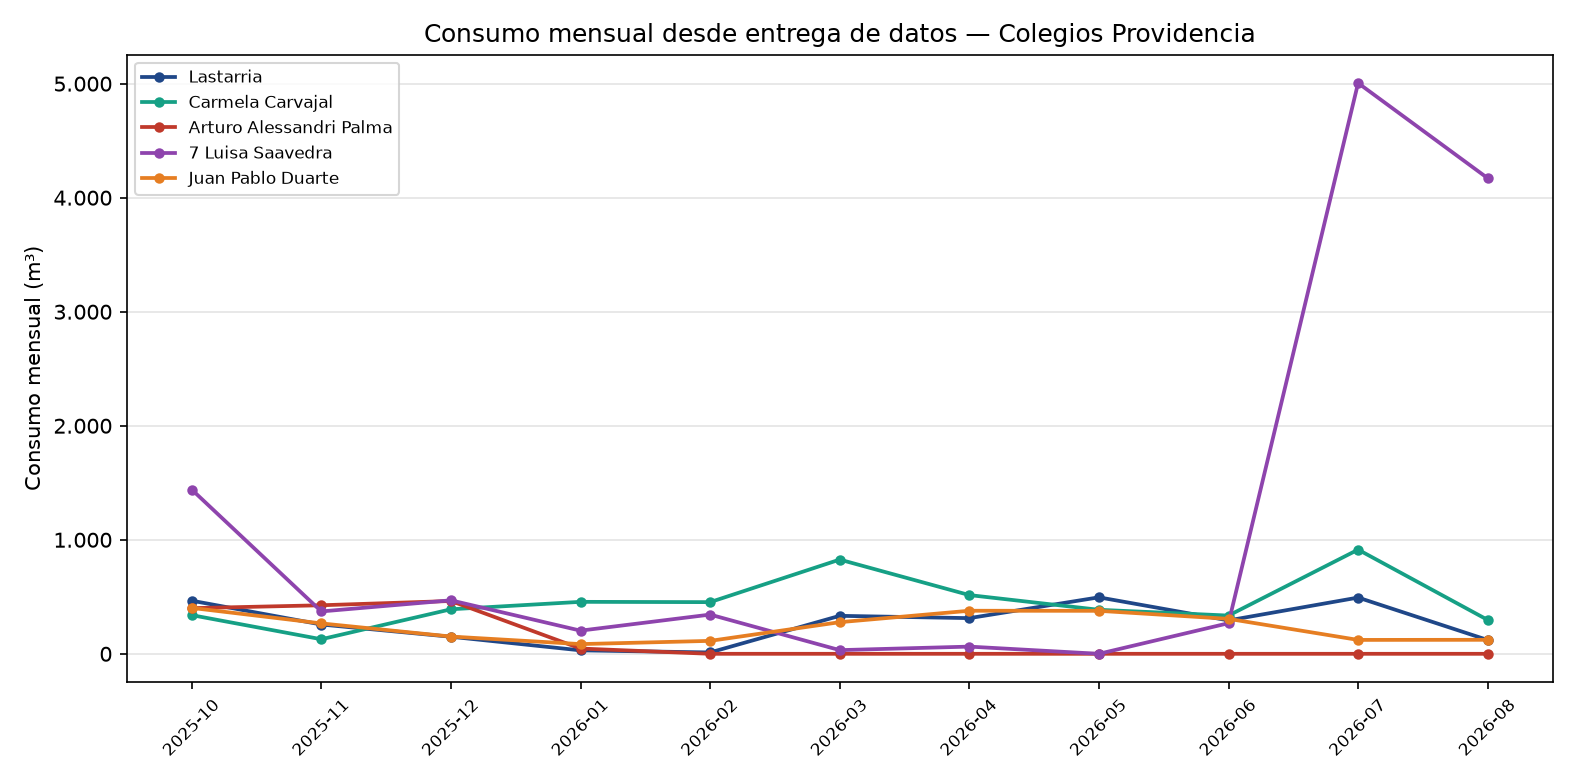 Consumo mensual desde entrega de datos — Colegios Providencia
Lastarria
Carmela Carvajal
Arturo Alessandri Palma
7 Luisa Saavedra
Juan Pablo Duarte
Consumo mensual (m³)
5.000
4.000
3.000
2.000
1.000
0
2025-10
2025-11
2025-12
2026-01
2026-02
2026-03
2026-04
2026-05
2026-06
2026-07
2026-08